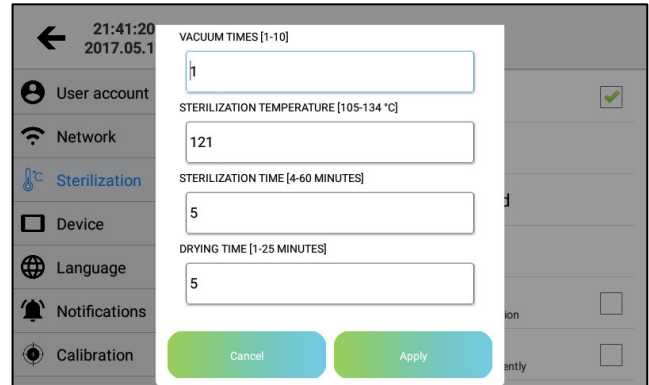 21:41:20
2017.05.1
User account
Network
°C
Sterilization
Device
Language
Notifications
Calibration
VACUUM TIMES [1-10]
1
STERILIZATION TEMPERATURE [105-134 °C]
121
STERILIZATION TIME [4-60 MINUTES]
5
DRYING TIME [1-25 MINUTES]
5
Cancel
Apply
d
ion
ently